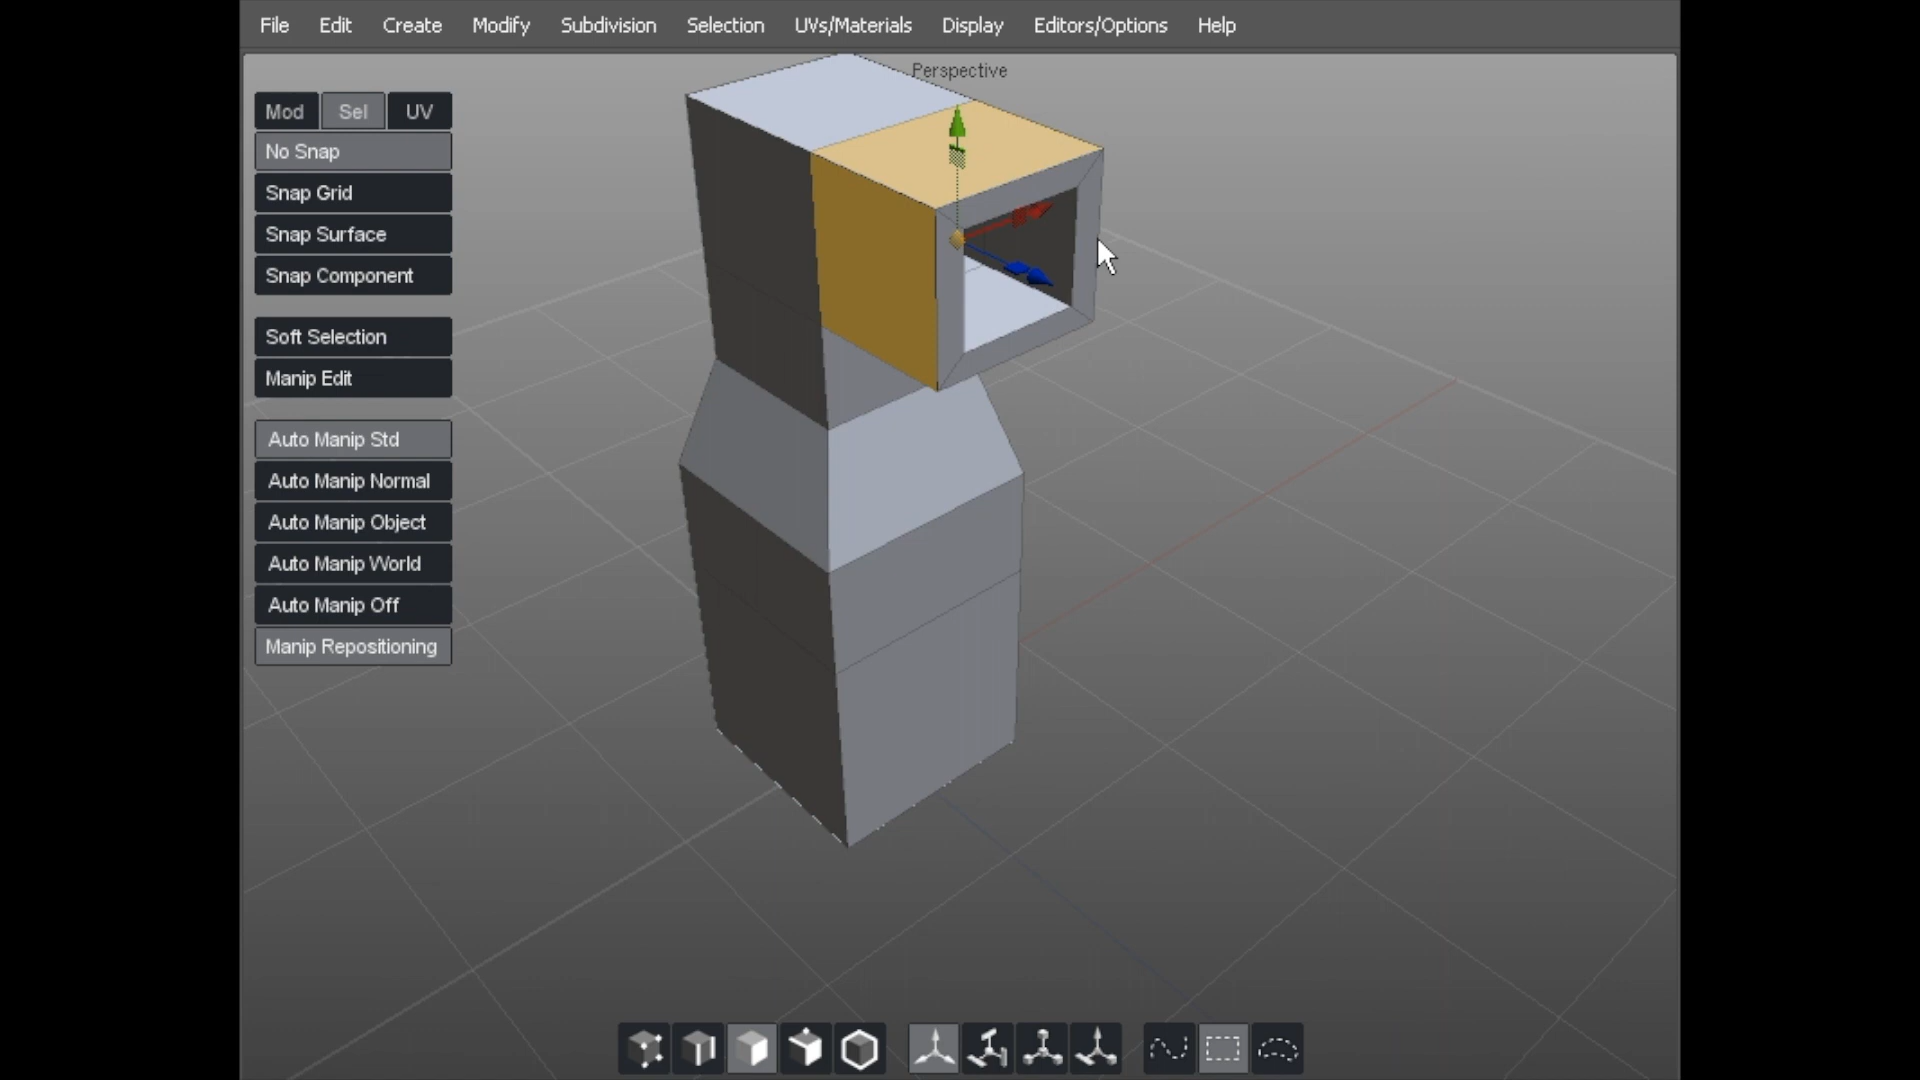 File Edit Create Modify Subdivision Selection UVs/Materials Display Editors/Options Help
Perspective
Mod Sel UV
No Snap
Snap Grid
Snap Surface
Snap Component
Soft Selection
Manip Edit
Auto Manip Std
Auto Manip Normal
Auto Manip Object
Auto Manip World
Auto Manip Off
Manip Repositioning